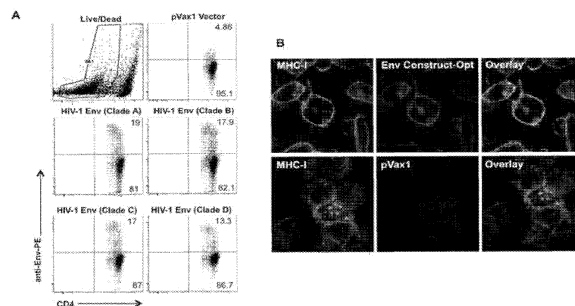 A
Live/Dead
pVax1 Vector
4.86
95.1
HIV-1 Env (Clade A)
19
81
HIV-1 Env (Clade B)
17.9
82.1
HIV-1 Env (Clade C)
17
87
HIV-1 Env (Clade D)
13.3
86.7
anti-Env-PE
CD4
B
MHC-I
Env Construct-Opt
Overlay
MHC-I
pVax1
Overlay